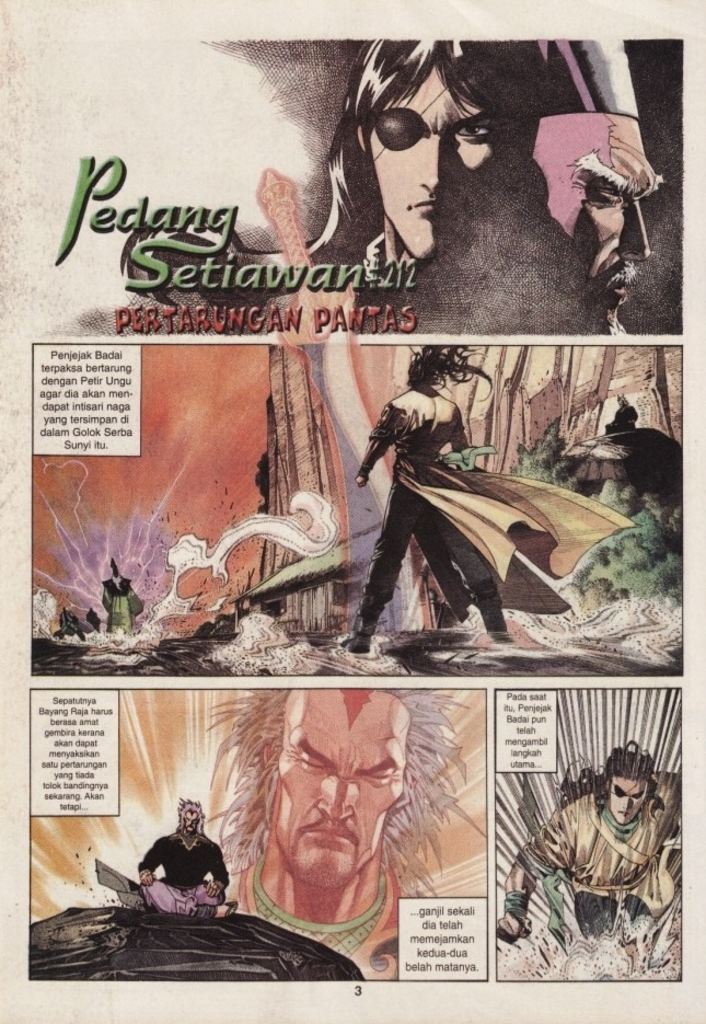 Pedang
Setiawan
PERTARUNGAN PANTAS
Penjejak Badai
terpaksa bertarung
dengan Petir Ungu
agar dia akan men-
dapat intisari naga
yang tersimpan di
dalam Golok Serba
Sunyi itu.
Sepatutnya
Bayang Raja harus
berasa amat
gembira kerana
akan dapat
menyaksikan
satu pertarungan
yang tiada
tolok bandingnya
sekarang. Akan
tetapi...
...ganjil sekali
dia telah
memejamkan
kedua-dua
belah matanya.
Pada saat
itu, Penjejak
Badai pun
telah
mengambil
langkah
utama...
3